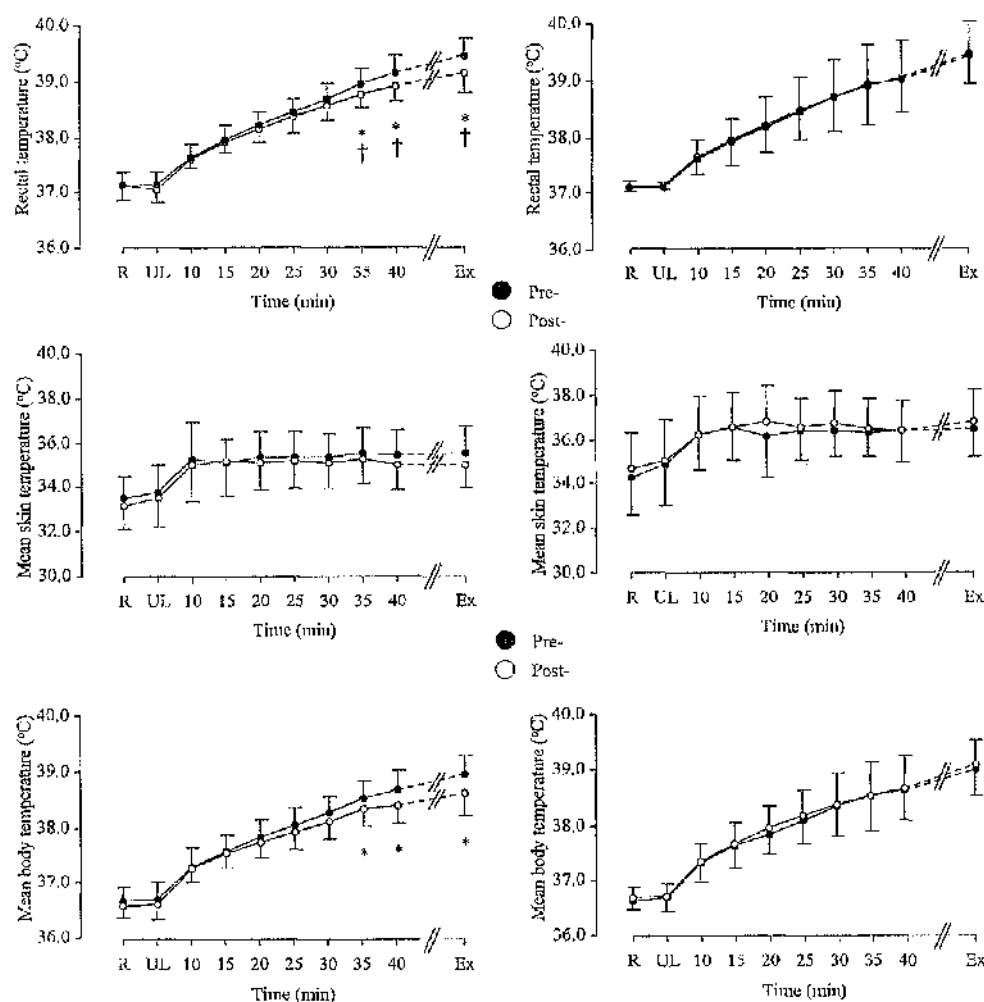 40.0
39.0
38.0
37.0
36.0
Rectal temperature (°C)
* * *
† † †
R UL 10 15 20 25 30 35 40 Ex
Time (min)
40.0
39.0
38.0
37.0
36.0
Rectal temperature (°C)
R UL 10 15 20 25 30 35 40 Ex
Time (min)
Pre-
Post-
40.0
38.0
36.0
34.0
32.0
30.0
Mean skin temperature (°C)
R UL 10 15 20 25 30 35 40 Ex
Time (min)
40.0
38.0
36.0
34.0
32.0
30.0
Mean skin temperature (°C)
R UL 10 15 20 25 30 35 40 Ex
Time (min)
Pre-
Post-
40.0
39.0
38.0
37.0
36.0
Mean body temperature (°C)
* * *
R UL 10 15 20 25 30 35 40 Ex
Time (min)
40.0
39.0
38.0
37.0
36.0
Mean body temperature (°C)
R UL 10 15 20 25 30 35 40 Ex
Time (min)